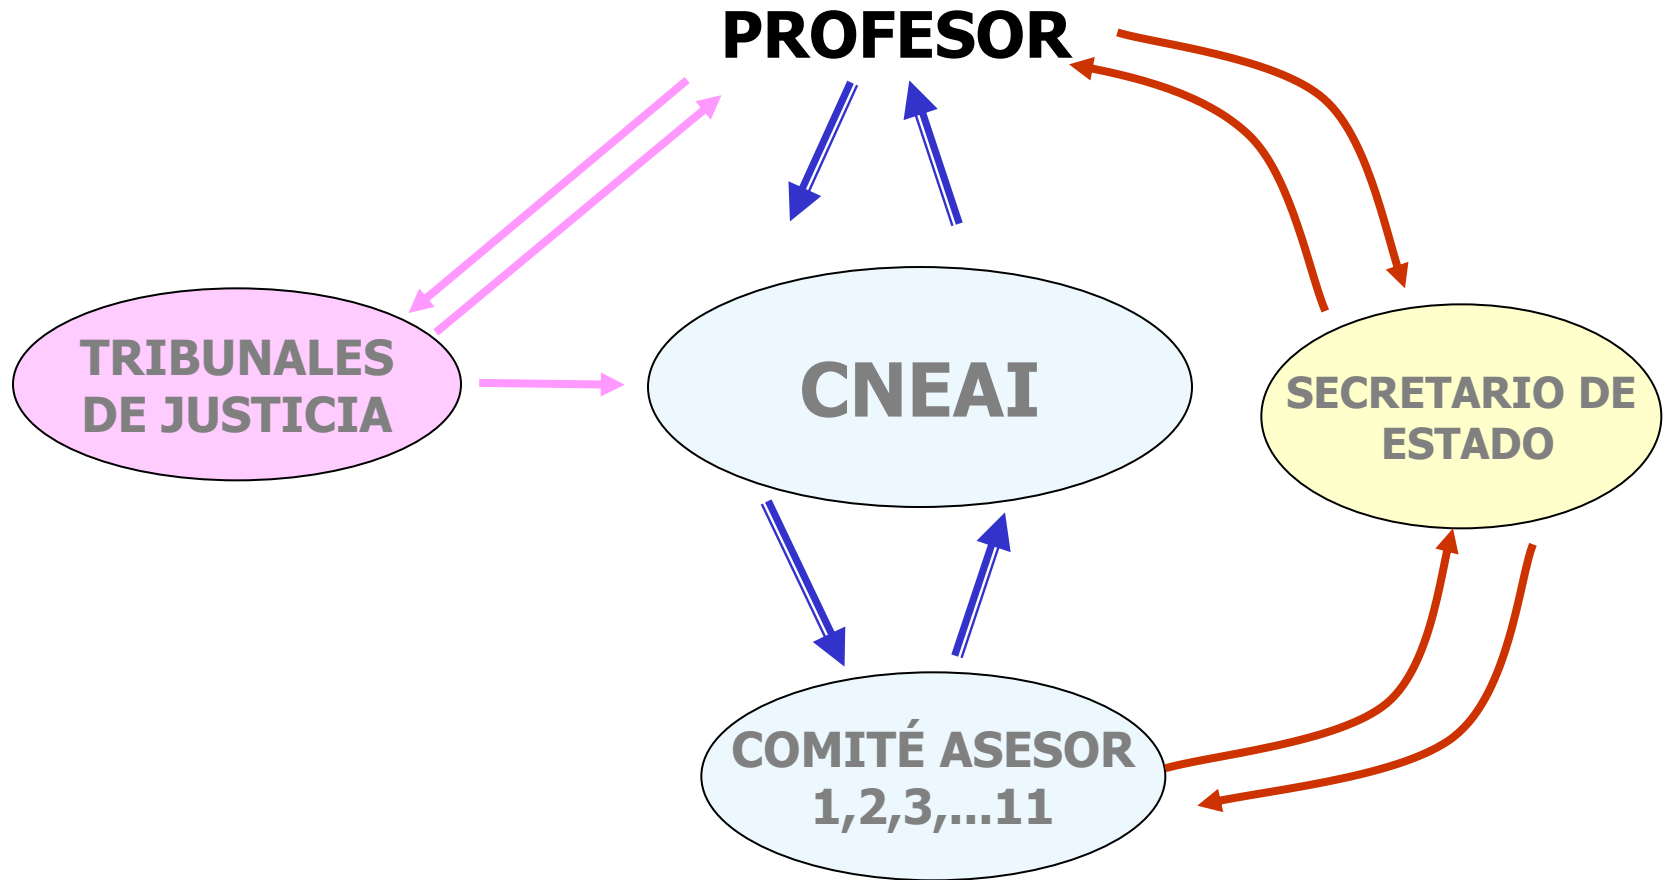 PROFESOR
TRIBUNALES
DE JUSTICIA
CNEAI
SECRETARIO DE
ESTADO
COMITÉ ASESOR
1,2,3,...11